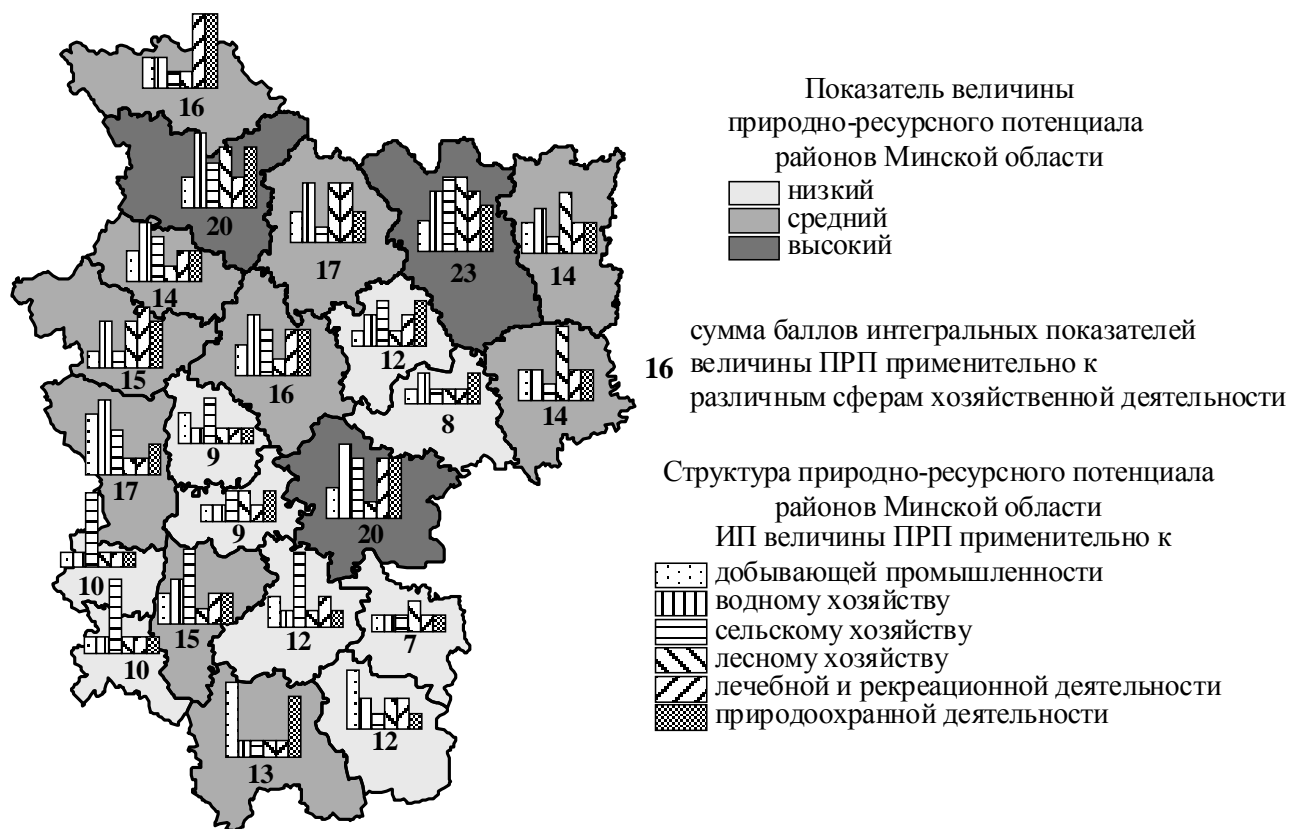 16
20
17
23
14
14
15
16
12
8
14
17
9
9
20
10
10
15
12
7
13
12
Показатель величины
природно-ресурсного потенциала
районов Минской области
низкий
средний
высокий
16
сумма баллов интегральных показателей
величины ПРП применительно к
различным сферам хозяйственной деятельности
Структура природно-ресурсного потенциала
районов Минской области
ИП величины ПРП применительно к
добывающей промышленности
водному хозяйству
сельскому хозяйству
лесному хозяйству
лечебной и рекреационной деятельности
природоохранной деятельности